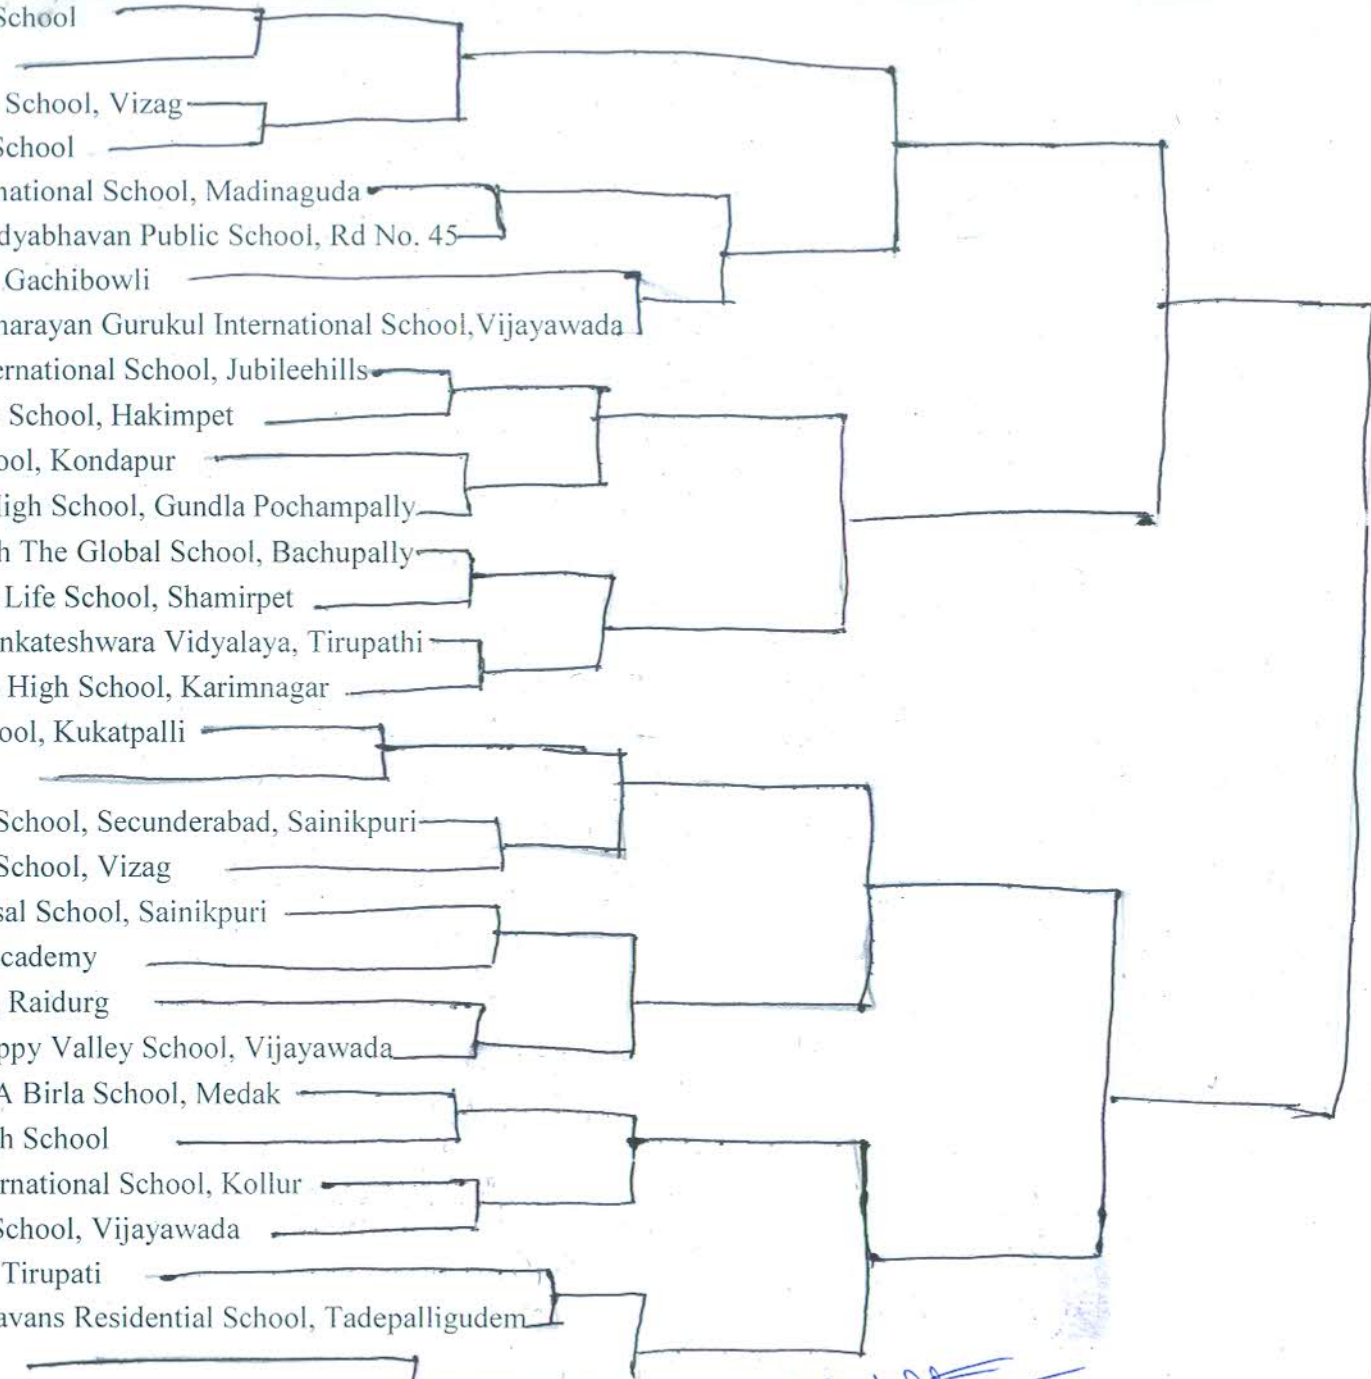 School
School, Vizag
School
national School, Madinaguda
dyabhavan Public School, Rd No. 45
Gachibowli
narayan Gurukul International School,Vijayawada
ernational School, Jubileehills
School, Hakimpet
ool, Kondapur
High School, Gundla Pochampally
h The Global School, Bachupally
Life School, Shamirpet
nkateshwara Vidyalaya, Tirupathi
High School, Karimnagar
ool, Kukatpalli
School, Secunderabad, Sainikpuri
School, Vizag
sal School, Sainikpuri
cademy
Raidurg
ppy Valley School, Vijayawada
A Birla School, Medak
h School
rnational School, Kollur
School, Vijayawada
Tirupati
avans Residential School, Tadepalligudem